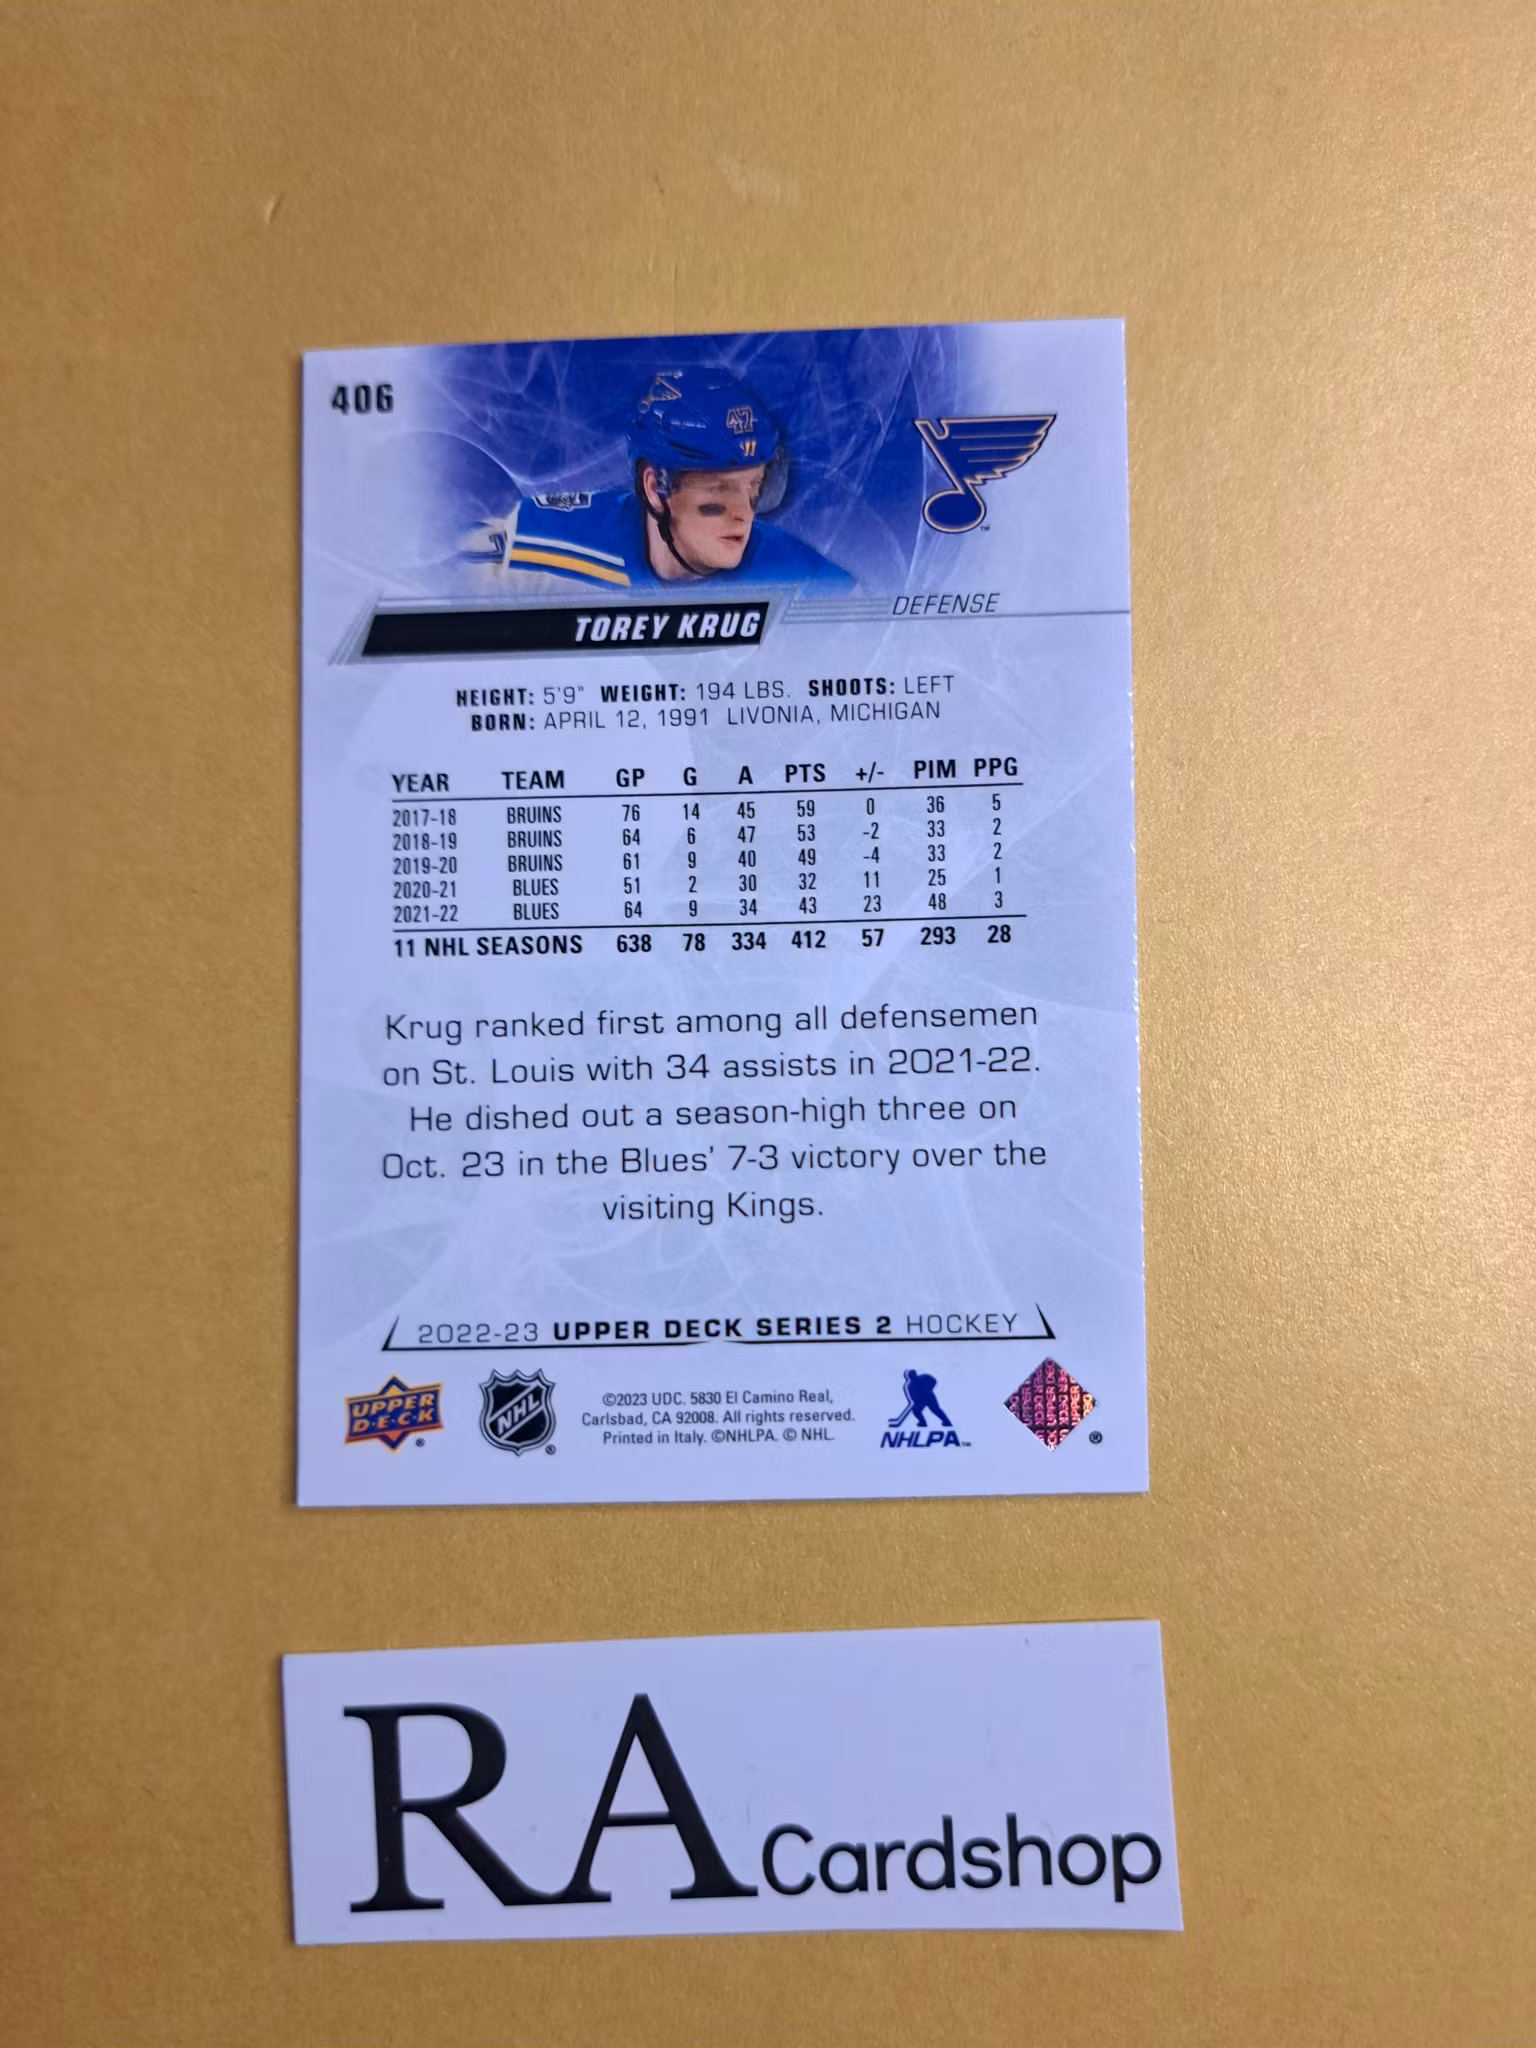 406
47
TOREY KRUG
DEFENSE
HEIGHT: 5'9" WEIGHT: 194 LBS. SHOOTS: LEFT
BORN: APRIL 12, 1991 LIVONIA, MICHIGAN
YEAR TEAM GP G A PTS +/- PIM PPG
2017-18 BRUINS 76 14 45 59 0 36 5
2018-19 BRUINS 64 6 47 53 -2 33 2
2019-20 BRUINS 61 9 40 49 -4 33 2
2020-21 BLUES 51 2 30 32 11 25 1
2021-22 BLUES 64 9 34 43 23 48 3
11 NHL SEASONS 638 78 334 412 57 293 28
Krug ranked first among all defensemen
on St. Louis with 34 assists in 2021-22.
He dished out a season-high three on
Oct. 23 in the Blues' 7-3 victory over the
visiting Kings.
2022-23 UPPER DECK SERIES 2 HOCKEY
UPPER
D·E·C·K ®
NHL ®
©2023 UDC. 5830 El Camino Real,
Carlsbad, CA 92008. All rights reserved.
Printed in Italy. ©NHLPA. © NHL.
NHLPA™
®
RA Cardshop